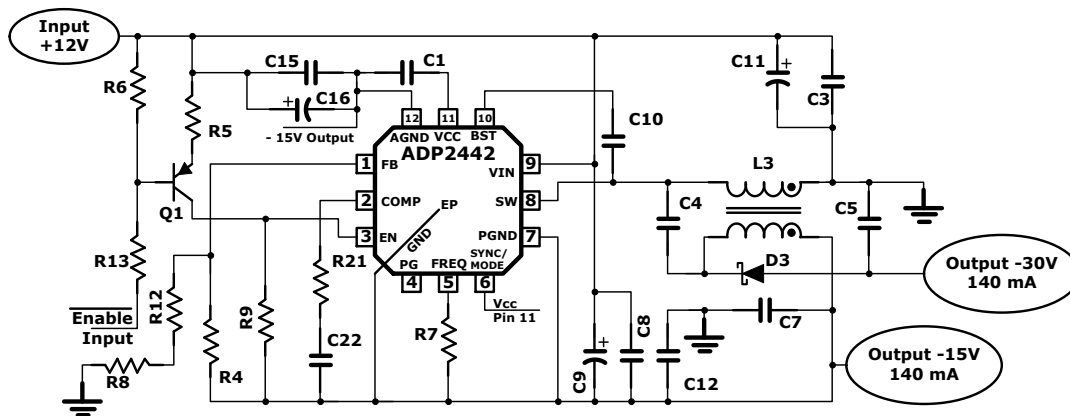 Input
+12V
R6
R5
Q1
R13
Enable
Input
R12
R8
R4
R9
C15
C16
- 15V Output
C1
12
11
10
AGND
VCC
BST
ADP2442
1
FB
2
COMP
3
EN
EP
GND
PG
FREQ
SYNC/
MODE
4
5
6
VIN
9
SW
8
PGND
7
Vcc
Pin 11
R21
C22
R7
C10
C11
+
C3
L3
C4
C5
D3
C7
C9
+
C8
C12
+
Output -30V
140 mA
Output -15V
140 mA